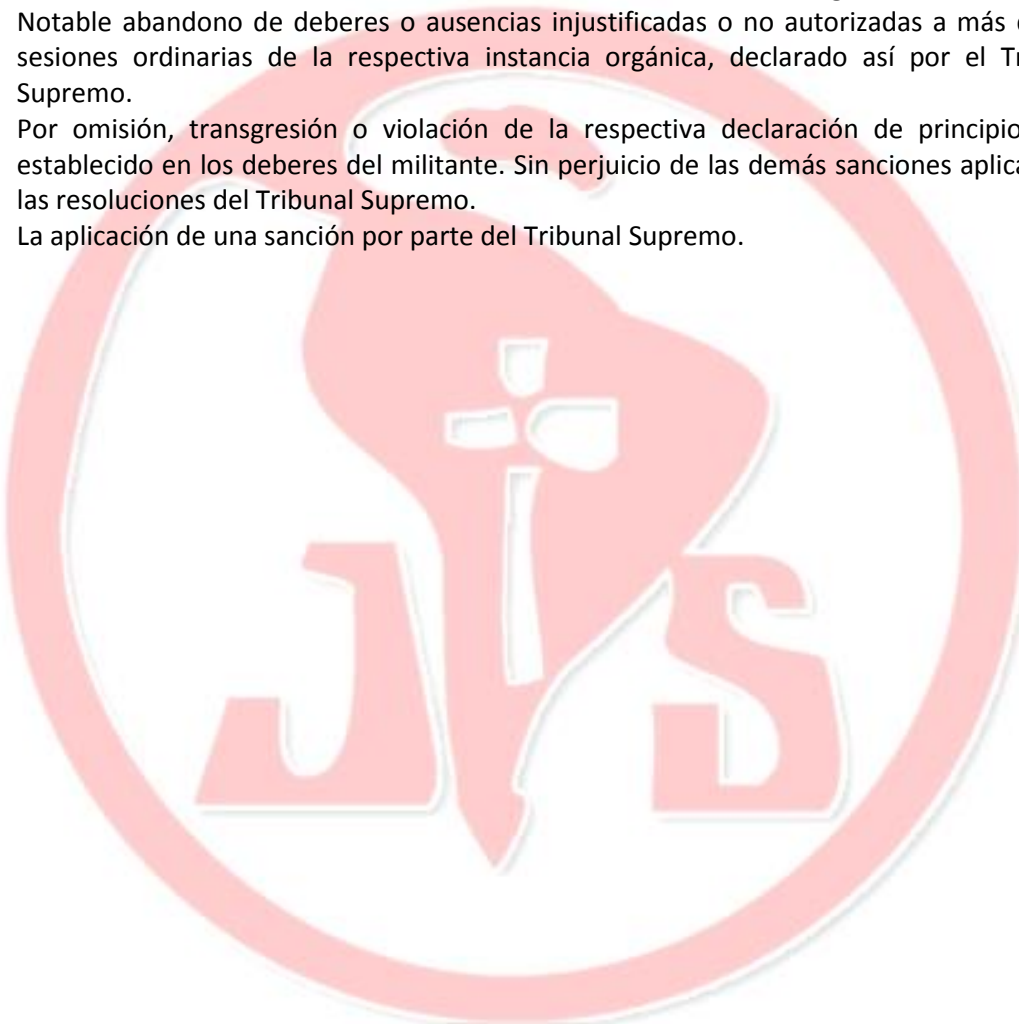 Notable abandono de deberes o ausencias injustificadas o no autorizadas a más
sesiones ordinarias de la respectiva instancia orgánica, declarado así por el
Supremo.
Por omisión, transgresión o violación de la respectiva declaración de
establecido en los deberes del militante. Sin perjuicio de las demás sanciones
las resoluciones del Tribunal Supremo.
La aplicación de una sanción por parte del Tribunal Supremo.
J S